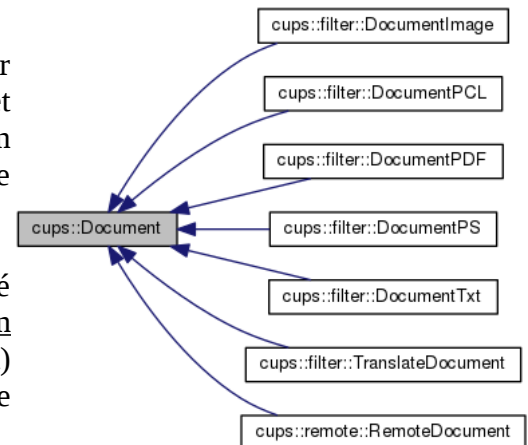 cups::filter::DocumentImage
r
et
cups::filter::DocumentPCL
n
cups::filter::DocumentPDF
e
cups::Document
cups::filter::DocumentPS
é
cups::filter::DocumentTxt
n
)
cups::filter::TranslateDocument
e
cups::remote::RemoteDocument